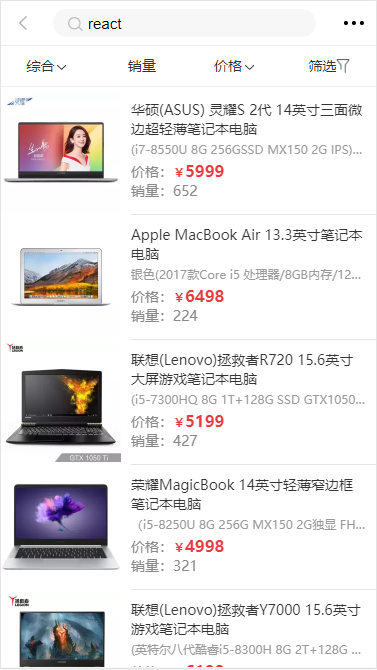 react
综合
销量
价格
筛选
华硕(ASUS) 灵耀S 2代 14英寸三面微
边超轻薄笔记本电脑
(i7-8550U 8G 256GSSD MX150 2G IPS)...
价格：￥5999
销量：652
Apple MacBook Air 13.3英寸笔记本
电脑
银色(2017款Core i5 处理器/8GB内存/12...
价格：￥6498
销量：224
联想(Lenovo)拯救者R720 15.6英寸
大屏游戏笔记本电脑
(i5-7300HQ 8G 1T+128G SSD GTX1050...
价格：￥5199
销量：427
GTX 1050 Ti
荣耀MagicBook 14英寸轻薄窄边框
笔记本电脑
（i5-8250U 8G 256G MX150 2G独显 FH...
价格：￥4998
销量：321
联想(Lenovo)拯救者Y7000 15.6英寸
游戏笔记本电脑
(英特尔八代酷睿i5-8300H 8G 2T+128G ...